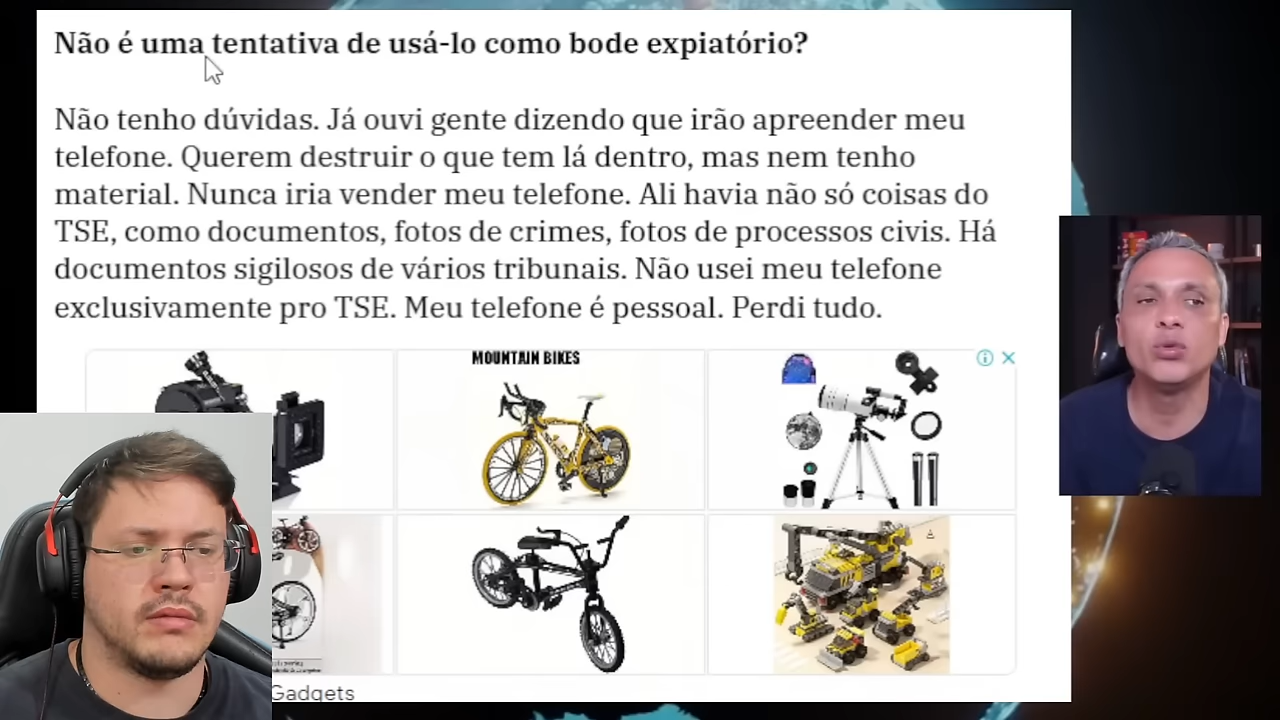 Não é uma tentativa de usá-lo como bode expiatório?
Não tenho dúvidas. Já ouvi gente dizendo que irão apreender meu
telefone. Querem destruir o que tem lá dentro, mas nem tenho
material. Nunca iria vender meu telefone. Ali havia não só coisas do
TSE, como documentos, fotos de crimes, fotos de processos civis. Há
documentos sigilosos de vários tribunais. Não usei meu telefone
exclusivamente pro TSE. Meu telefone é pessoal. Perdi tudo.
MOUNTAIN BIKES
Gadgets